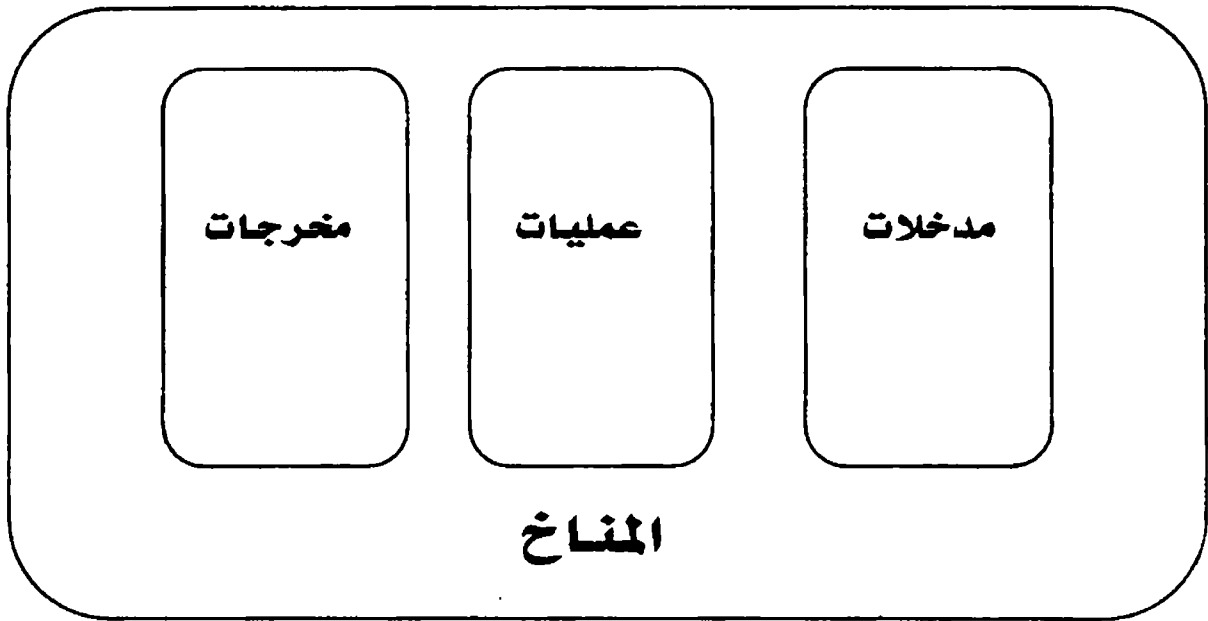 مدخلات
عمليات
مخرجات
المناخ